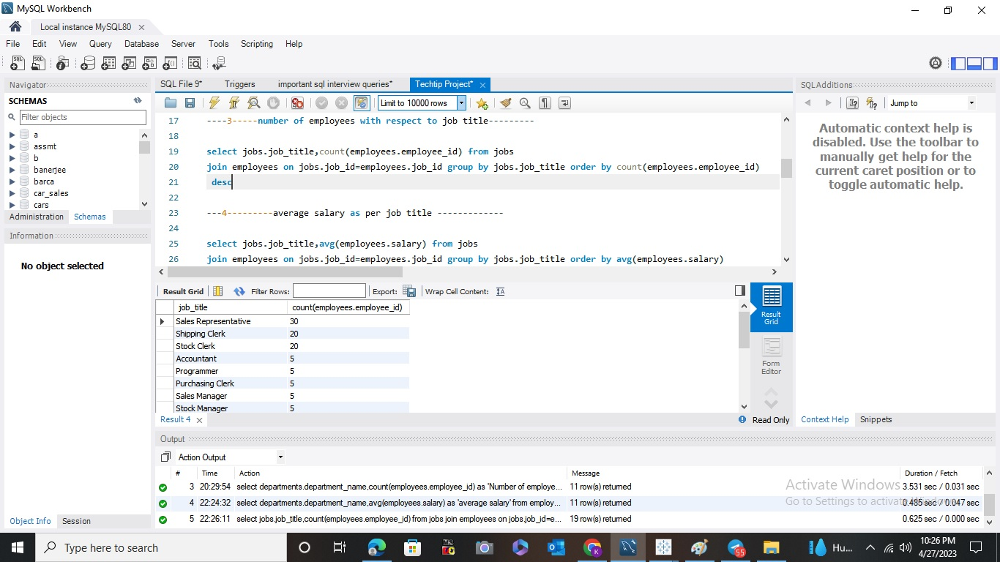 MySQL Workbench
Local instance MySQL80
File Edit View Query Database Server Tools Scripting Help
Navigator
SCHEMAS
Filter objects
a
assmt
b
banerjee
barca
car_sales
cars
Administration Schemas
Information
No object selected
Object Info Session
SQL File 9* Triggers important sql interview queries* Techtip Project*
Limit to 10000 rows
17 ----3-----number of employees with respect to job title---------
18
19 select jobs.job_title,count(employees.employee_id) from jobs
20 join employees on jobs.job_id=employees.job_id group by jobs.job_title order by count(employees.employee_id)
21 desc
22
23 ---4---------average salary as per job title -------------
24
25 select jobs.job_title,avg(employees.salary) from jobs
26 join employees on jobs.job_id=employees.job_id group by jobs.job_title order by avg(employees.salary)
Result Grid Filter Rows: Export: Wrap Cell Content:
job_title count(employees.employee_id)
Sales Representative 30
Shipping Clerk 20
Stock Clerk 20
Accountant 5
Programmer 5
Purchasing Clerk 5
Sales Manager 5
Stock Manager 5
Result Grid
Form Editor
Result 4
Read Only
SQLAdditions
Jump to
Automatic context help is
disabled. Use the toolbar to
manually get help for the
current caret position or to
toggle automatic help.
Context Help Snippets
Output
Action Output
# Time Action Message Duration / Fetch
3 20:29:54 select departments.department_name,count(employees.employee_id) as 'Number of employe... 11 row(s) returned 3.531 sec / 0.031 sec
4 22:24:32 select departments.department_name,avg(employees.salary) as 'average salary' from employ... 11 row(s) returned 0.485 sec / 0.047 sec
5 22:26:11 select jobs.job_title,count(employees.employee_id) from jobs join employees on jobs.job_id=e... 19 row(s) returned 0.625 sec / 0.000 sec
Activate Windows
Go to Settings to activate Windows.
Type here to search
55
Hu...
10:26 PM
4/27/2023